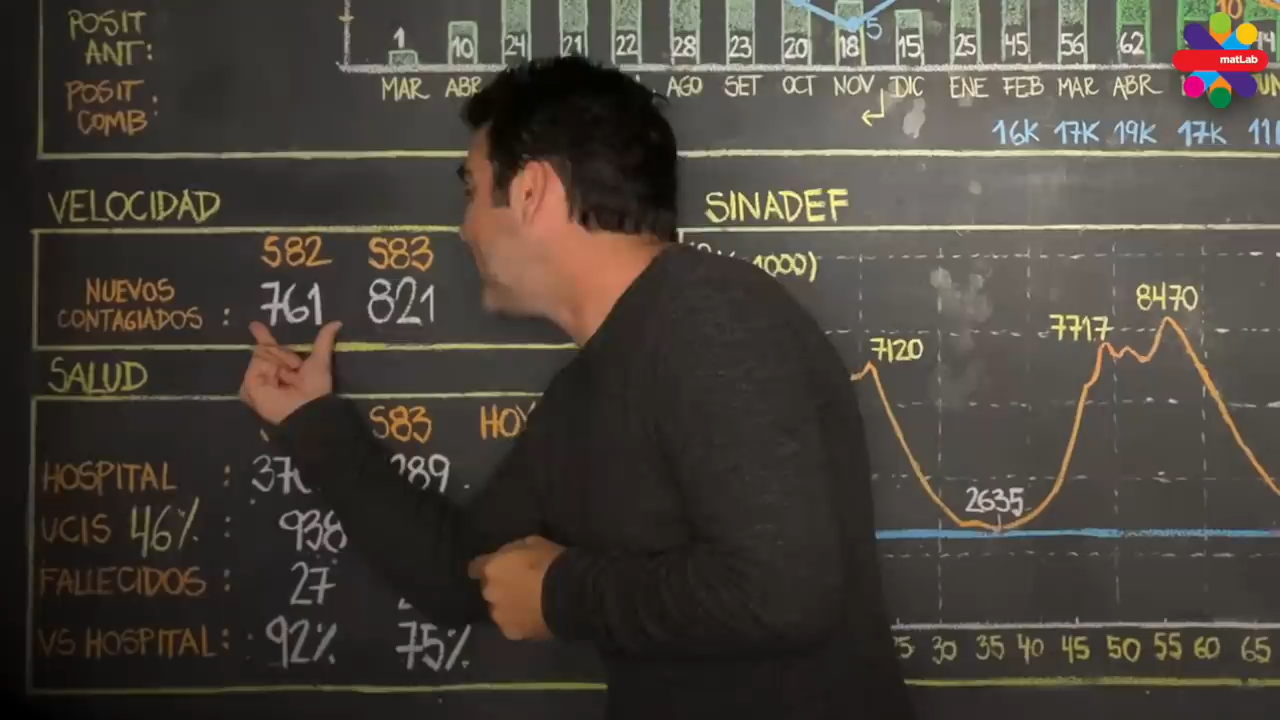 POSIT
ANT:
POSIT
COMB:
1 10 24 21 22 28 23 20 18 5 15 25 45 56 62
MAR ABR AGO SET OCT NOV DIC ENE FEB MAR ABR
16K 17K 19K 17K
matLab
VELOCIDAD
582 583
NUEVOS
CONTAGIADOS : 761 821
SALUD
583
HOSPITAL :
UCIS 46% : 938
FALLECIDOS : 27
VS HOSPITAL: 92% 75%
SINADEF
7120 7717 8470
2635
30 35 40 45 50 55 60 65